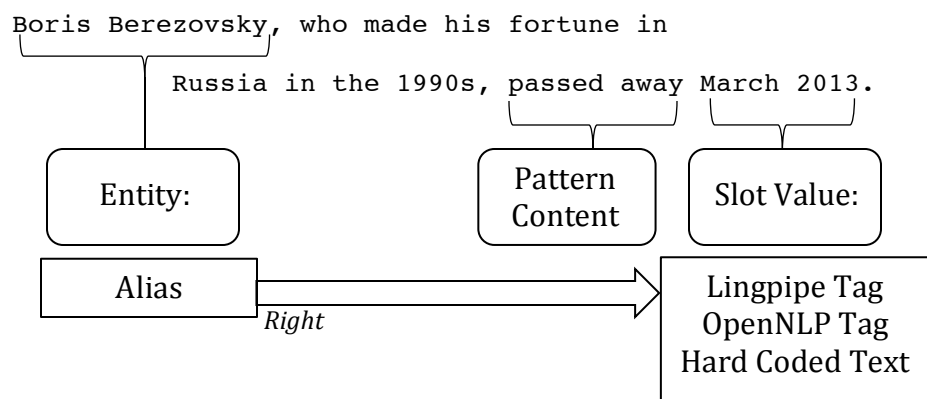 Boris Berezovsky, who made his fortune in
Russia in the 1990s, passed away March 2013.
Entity:
Pattern
Content
Slot Value:
Alias
Right
Lingpipe Tag
OpenNLP Tag
Hard Coded Text